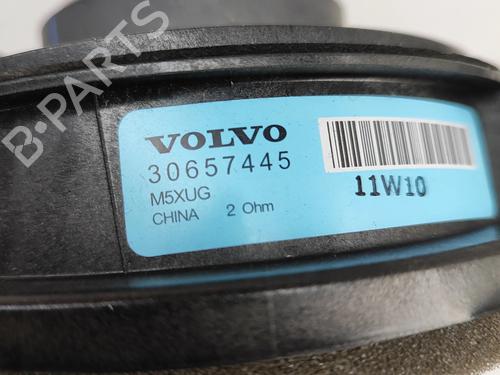 VOLVO
30657445
M5XUG
CHINA 2 Ohm
11W10
B-PARTS